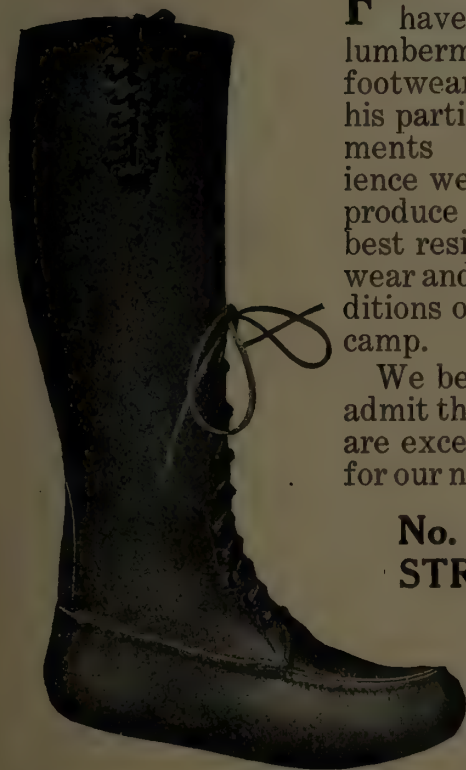 F have
lumberm
footwear
his parti
ments
ience we
produce
best resi
wear and
ditions o
camp.
We be
admit th
are exce
for our n
No.
STR